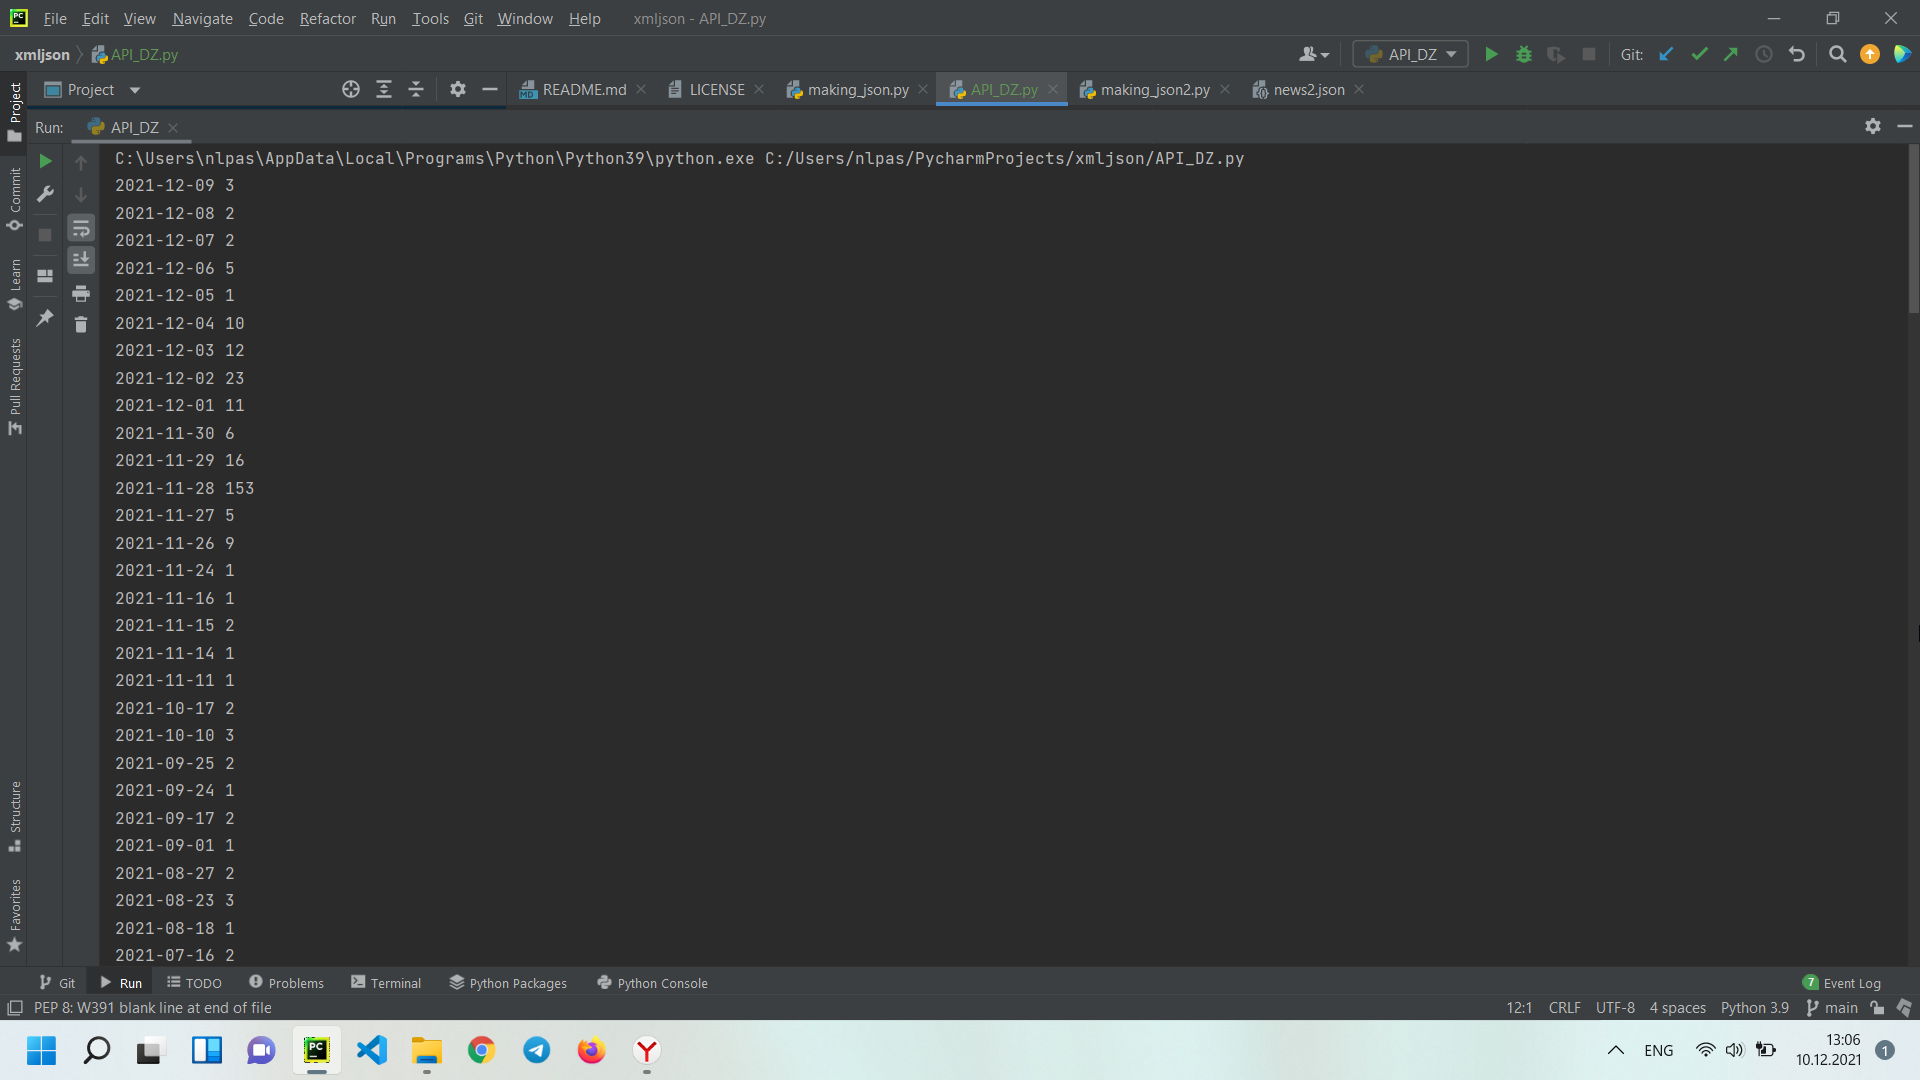 File Edit View Navigate Code Refactor Run Tools Git Window Help xmljson - API_DZ.py
xmljson API_DZ.py API_DZ Git:
Project README.md LICENSE making_json.py API_DZ.py making_json2.py news2.json
Run: API_DZ
C:\Users\nlpas\AppData\Local\Programs\Python\Python39\python.exe C:/Users/nlpas/PycharmProjects/xmljson/API_DZ.py
2021-12-09 3
2021-12-08 2
2021-12-07 2
2021-12-06 5
2021-12-05 1
2021-12-04 10
2021-12-03 12
2021-12-02 23
2021-12-01 11
2021-11-30 6
2021-11-29 16
2021-11-28 153
2021-11-27 5
2021-11-26 9
2021-11-24 1
2021-11-16 1
2021-11-15 2
2021-11-14 1
2021-11-11 1
2021-10-17 2
2021-10-10 3
2021-09-25 2
2021-09-24 1
2021-09-17 2
2021-09-01 1
2021-08-27 2
2021-08-23 3
2021-08-18 1
2021-07-16 2
Project
Commit
Learn
Pull Requests
Structure
Favorites
Git Run TODO Problems Terminal Python Packages Python Console 7 Event Log
PEP 8: W391 blank line at end of file 12:1 CRLF UTF-8 4 spaces Python 3.9 main
ENG 13:06
10.12.2021 1